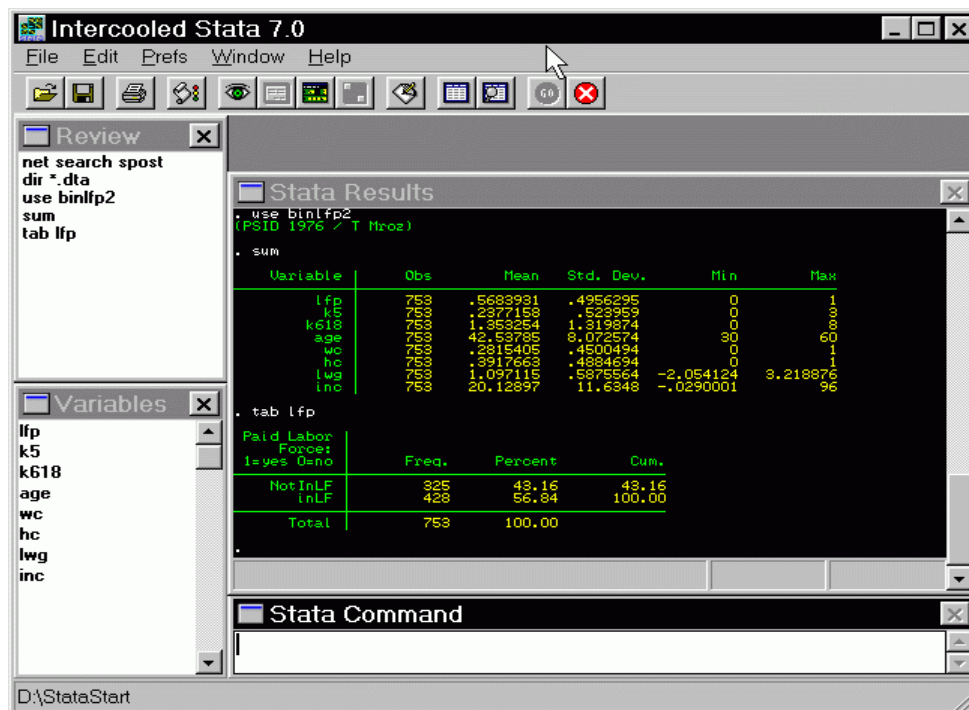 Intercooled Stata 7.0
File Edit Prefs Window Help
GO
Review
net search spost
dir *.dta
use binlfp2
sum
tab lfp
Variables
lfp
k5
k618
age
wc
hc
lwg
inc
Stata Results
. use binlfp2
(PSID 1976 / T Mroz)
. sum
Variable | Obs Mean Std. Dev. Min Max
lfp | 753 .5683931 .4956295 0 1
k5 | 753 .2377158 .523959 0 3
k618 | 753 1.353254 1.319874 0 8
age | 753 42.53785 8.072574 30 60
wc | 753 .2815405 .4500494 0 1
hc | 753 .3917663 .4884694 0 1
lwg | 753 1.097115 .5875564 -2.054124 3.218876
inc | 753 20.12897 11.6348 -.0290001 96
. tab lfp
Paid Labor |
Force: |
1=yes 0=no | Freq. Percent Cum.
NotInLF | 325 43.16 43.16
inLF | 428 56.84 100.00
Total | 753 100.00
.
Stata Command
D:\StataStart